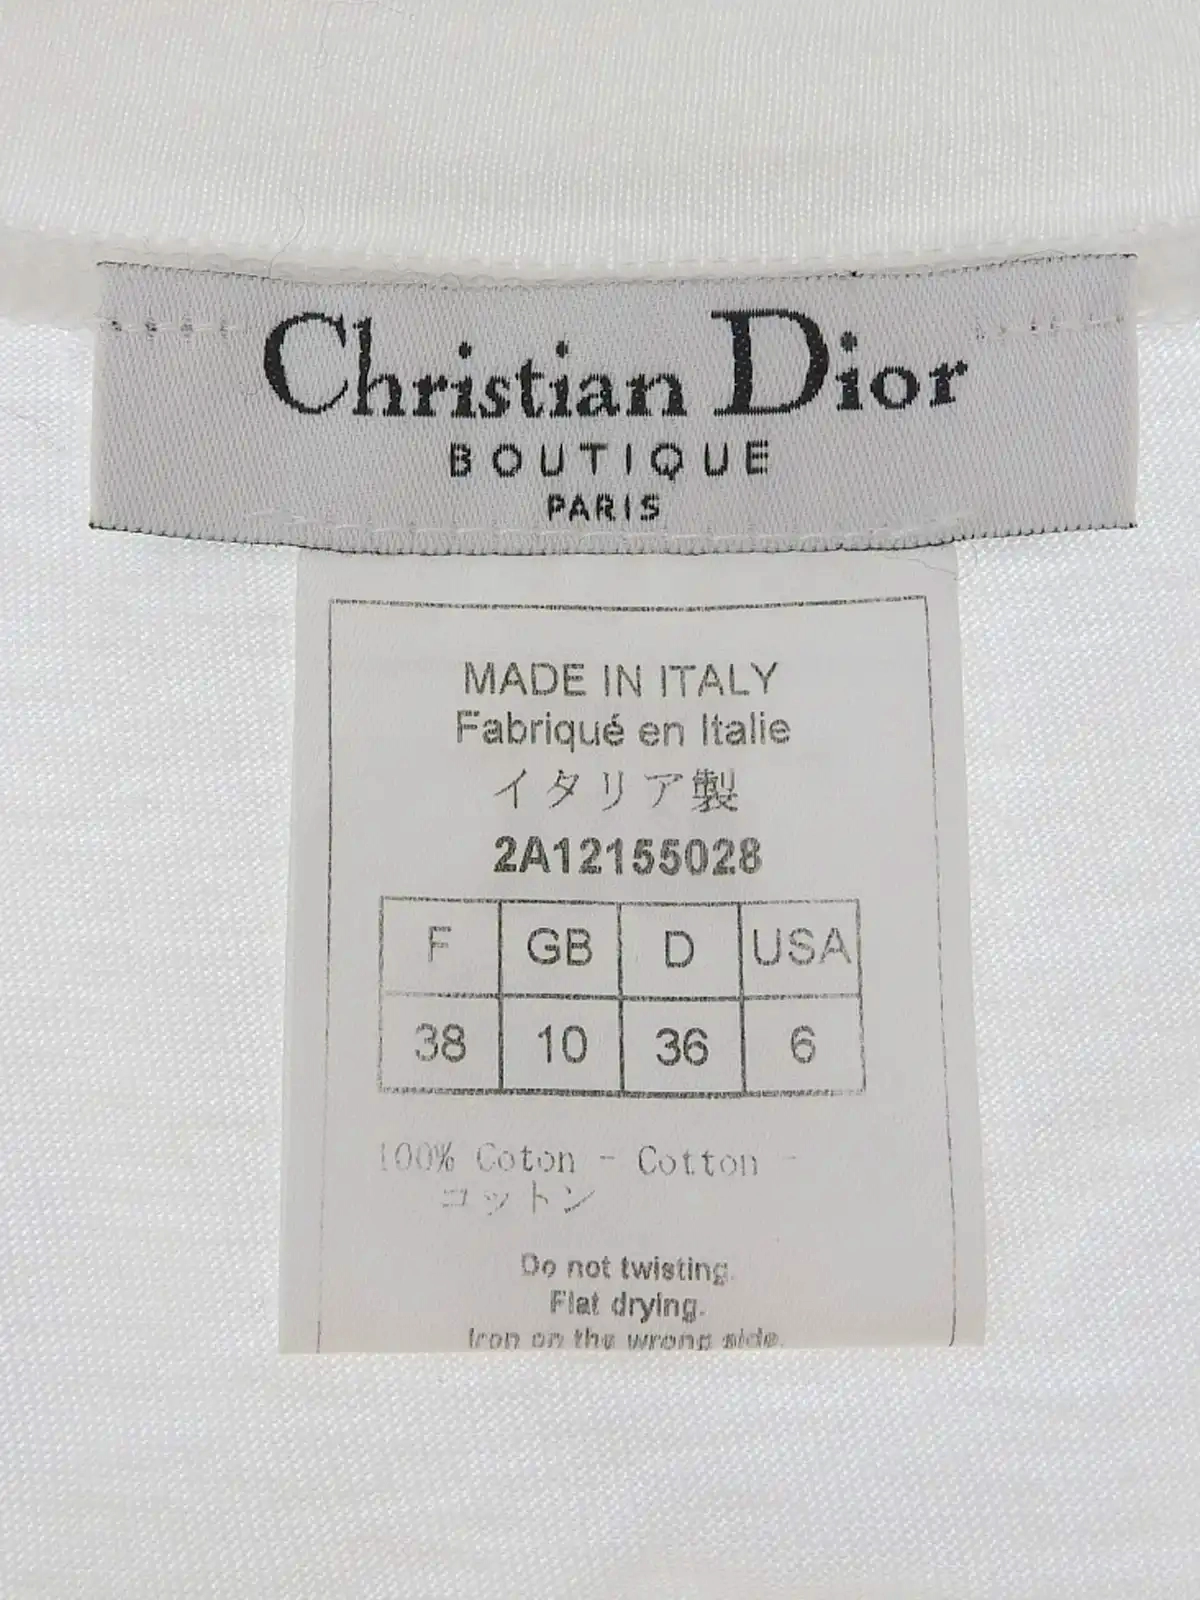 Christian Dior
BOUTIQUE
PARIS
MADE IN ITALY
Fabriqué en Italie
イタリア製
2A12155028
F GB D USA
38 10 36 6
100% Coton - Cotton -
コットン
Do not twisting.
Flat drying.
Iron on the wrong side.